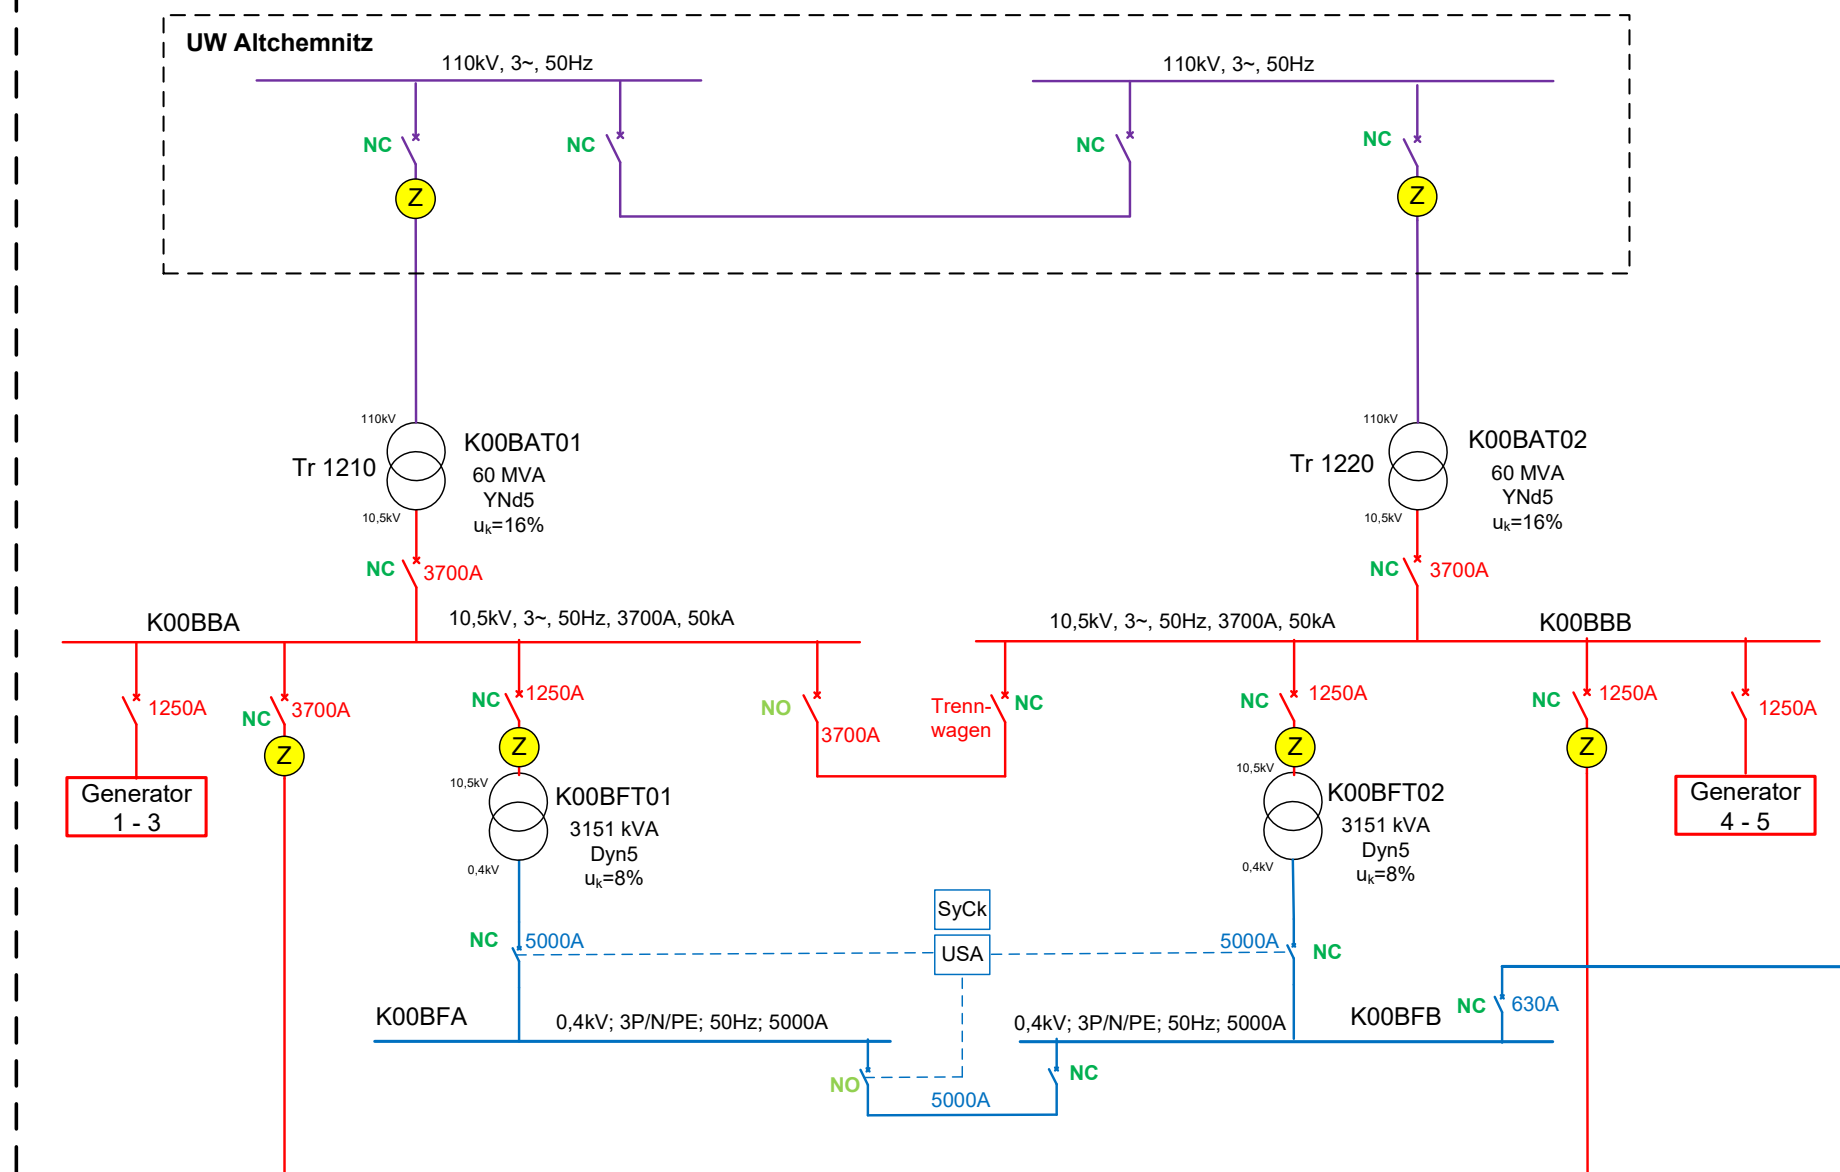 UW Altchemnitz
110kV, 3~, 50Hz
110kV, 3~, 50Hz
NC
NC
NC
NC
Z
Z
110kV
K00BAT01
Tr 1210
60 MVA
YNd5
10,5kV
uk=16%
110kV
K00BAT02
Tr 1220
60 MVA
YNd5
10,5kV
uk=16%
NC
3700A
NC
3700A
K00BBA
10,5kV, 3~, 50Hz, 3700A, 50kA
10,5kV, 3~, 50Hz, 3700A, 50kA
K00BBB
1250A
NC
3700A
NC
1250A
NO
3700A
Trenn-
wagen
NC
NC
1250A
NC
1250A
1250A
Z
Z
Z
Z
Generator
1 - 3
10,5kV
K00BFT01
3151 kVA
Dyn5
0,4kV
uk=8%
10,5kV
K00BFT02
3151 kVA
Dyn5
0,4kV
uk=8%
Generator
4 - 5
SyCk
USA
NC
5000A
5000A
NC
K00BFA
0,4kV; 3P/N/PE; 50Hz; 5000A
0,4kV; 3P/N/PE; 50Hz; 5000A
K00BFB
NC
630A
NO
5000A
NC